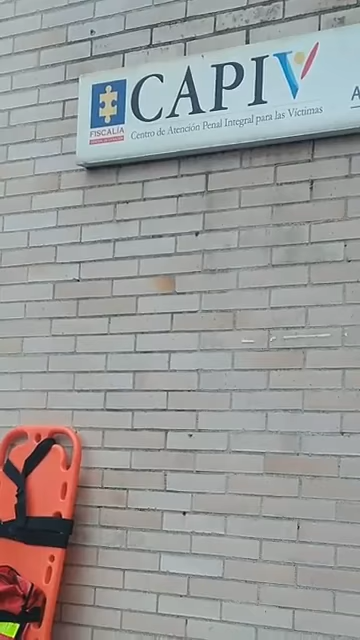 CAPIV
FISCALÍA
Centro de Atención Penal Integral para las Víctimas
A